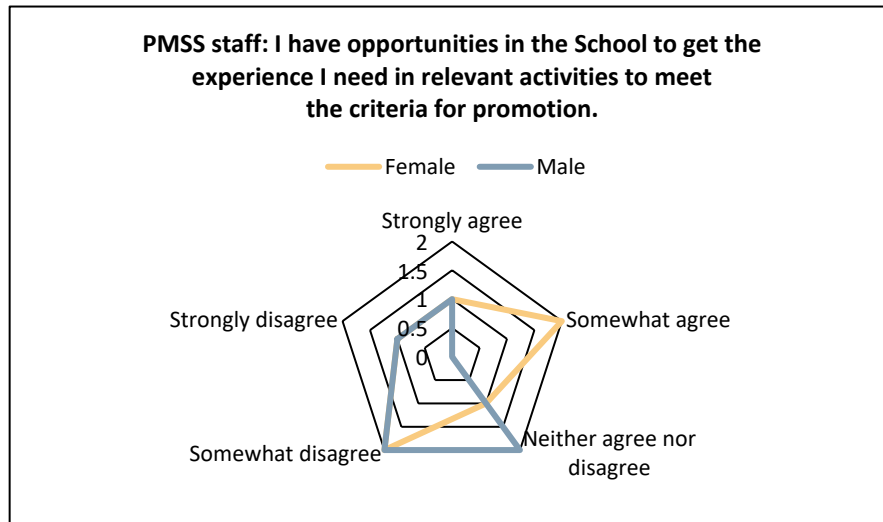 PMSS staff: I have opportunities in the School to get the
experience I need in relevant activities to meet
the criteria for promotion.
Female Male
Strongly agree
2
1.5
1
0.5
0
Somewhat agree
Strongly disagree
Neither agree nor
disagree
Somewhat disagree